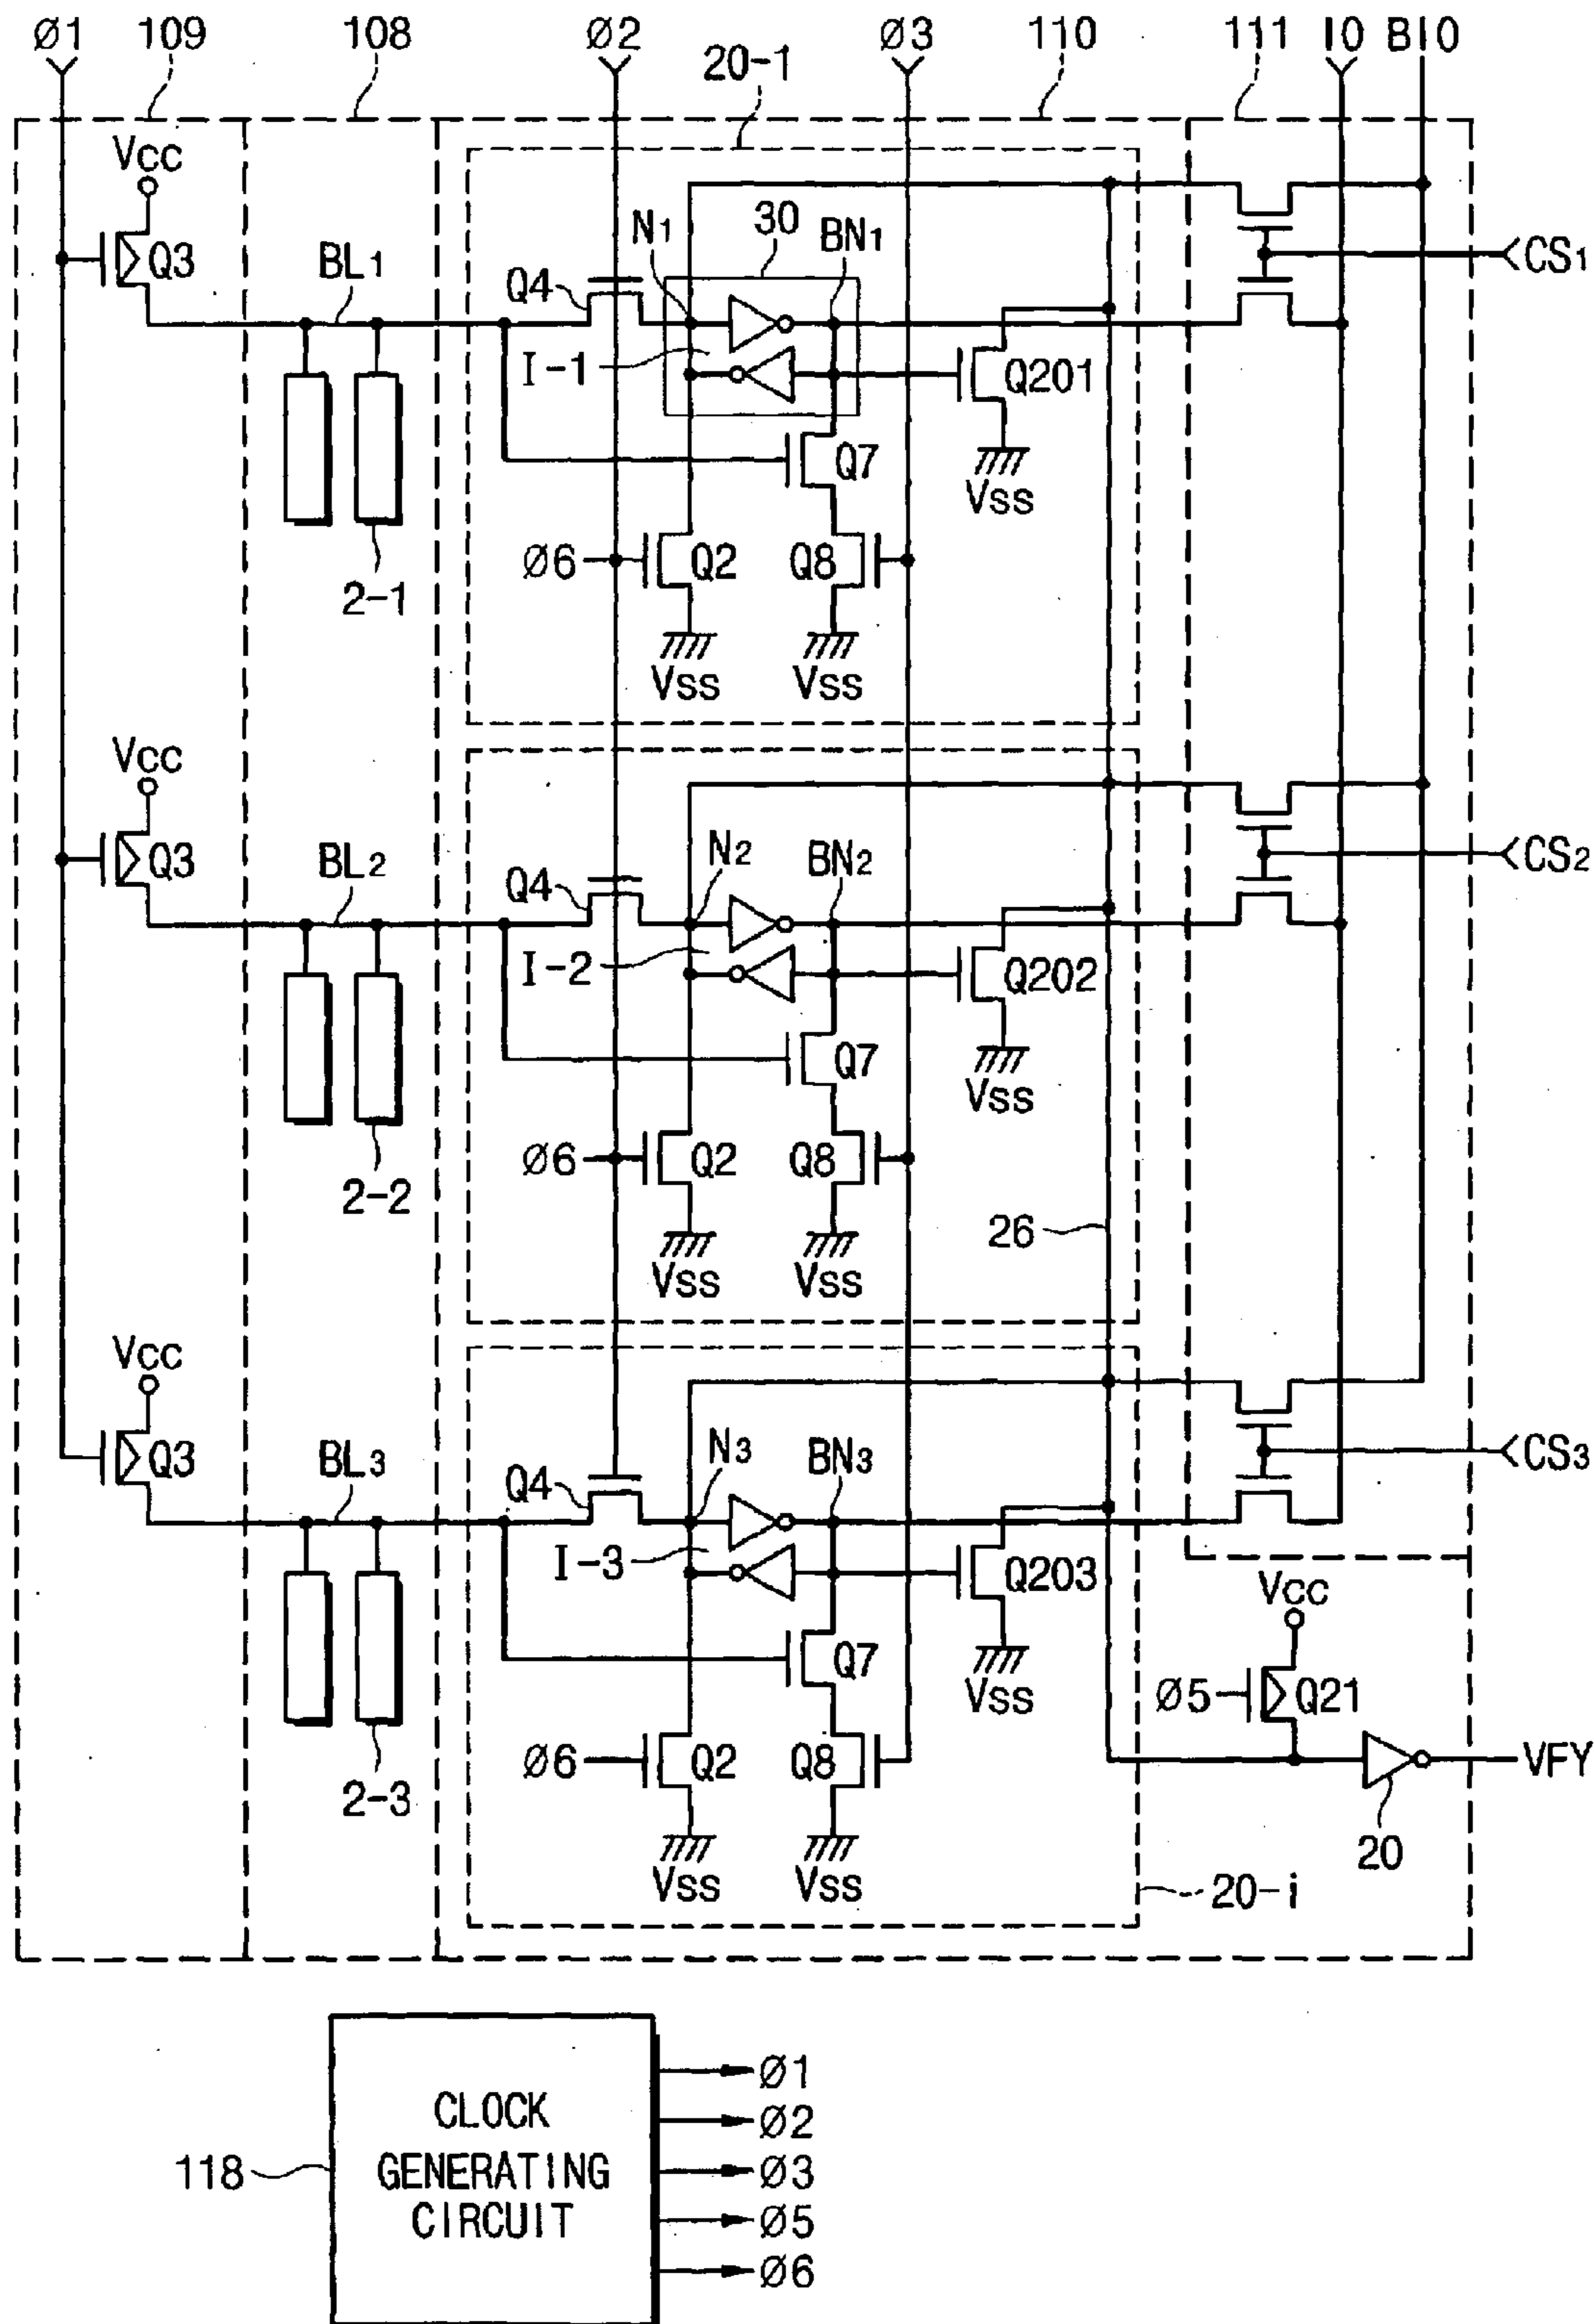 Ø1 109 108 Ø2 20-1 Ø3 110 111 IO BIO
Vcc
Q3
BL1
Q4
N1
30
BN1
CS1
I-1
Q201
Q7
Vss
Ø6
Q2
Q8
2-1
Vss
Vss
Vcc
Q3
BL2
Q4
N2
BN2
CS2
I-2
Q202
Q7
Vss
Ø6
Q2
Q8
2-2
26
Vss
Vss
Vcc
Q3
BL3
Q4
N3
BN3
CS3
I-3
Q203
Vcc
Q7
Vss
Ø5
Q21
Ø6
Q2
Q8
VFY
2-3
20
Vss
Vss
20-i
118
CLOCK
GENERATING
CIRCUIT
Ø1
Ø2
Ø3
Ø5
Ø6